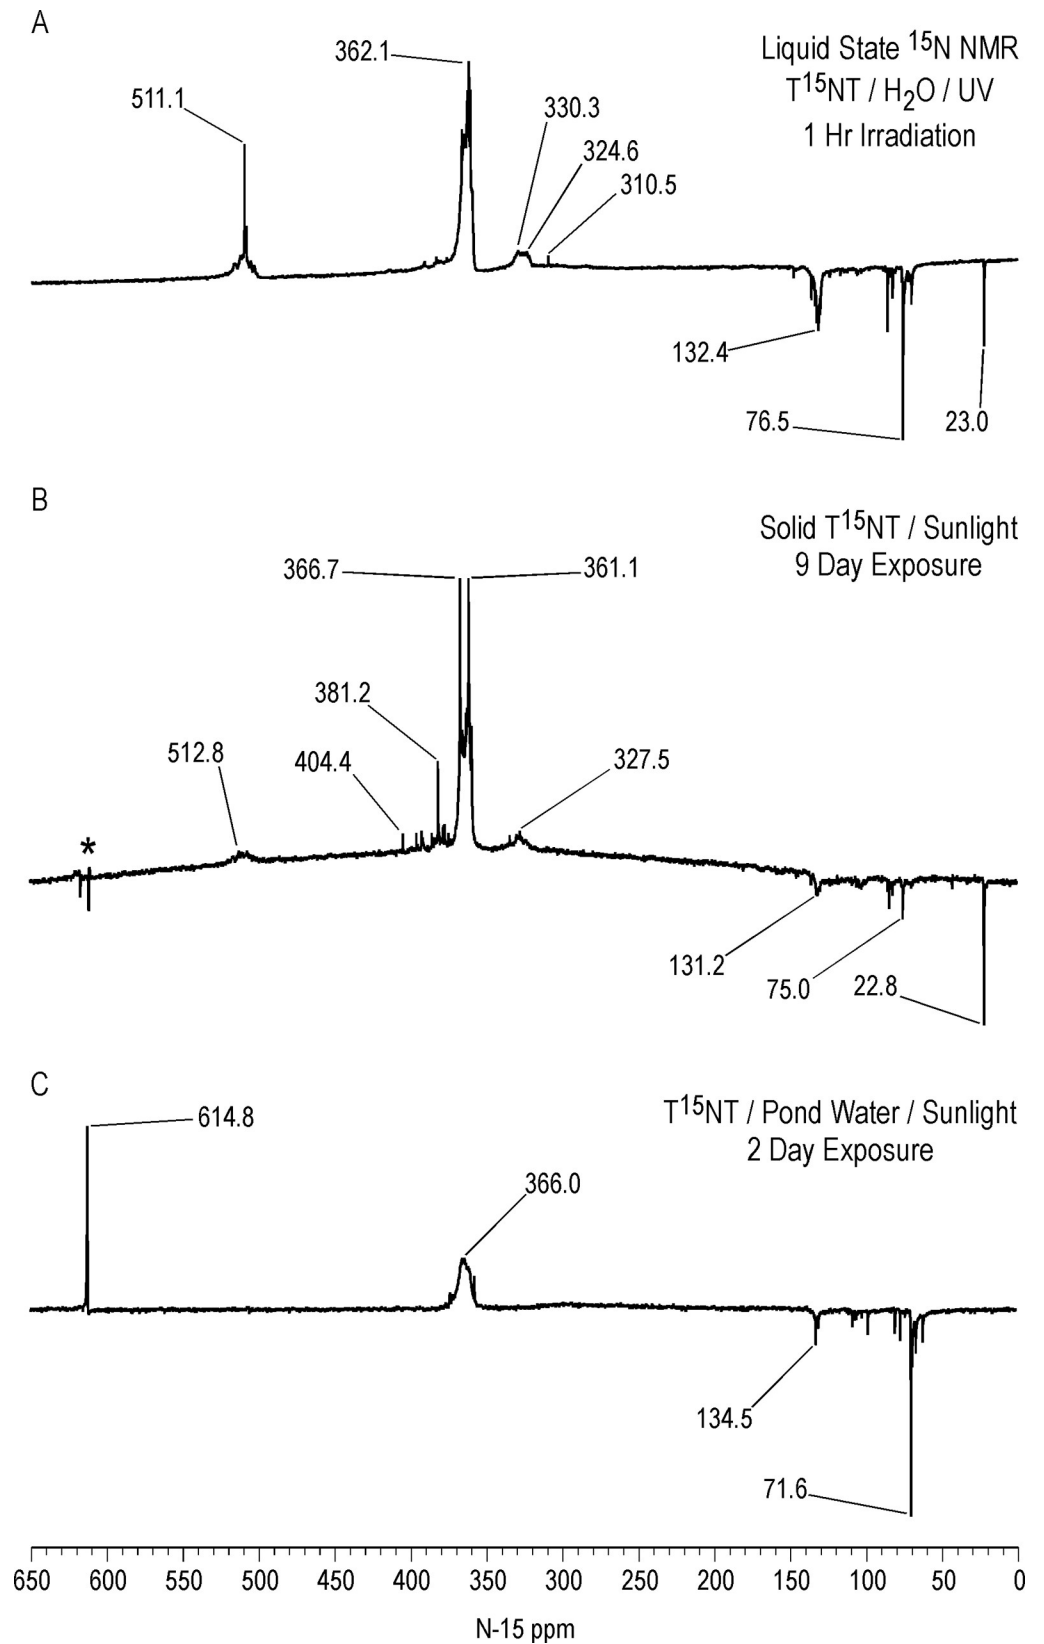 A
Liquid State ¹⁵N NMR
T¹⁵NT / H₂O / UV
1 Hr Irradiation
362.1
511.1
330.3
324.6
310.5
132.4
76.5
23.0
B
Solid T¹⁵NT / Sunlight
9 Day Exposure
366.7
361.1
381.2
512.8
404.4
327.5
*
131.2
75.0
22.8
C
T¹⁵NT / Pond Water / Sunlight
2 Day Exposure
614.8
366.0
134.5
71.6
650 600 550 500 450 400 350 300 250 200 150 100 50 0
N-15 ppm